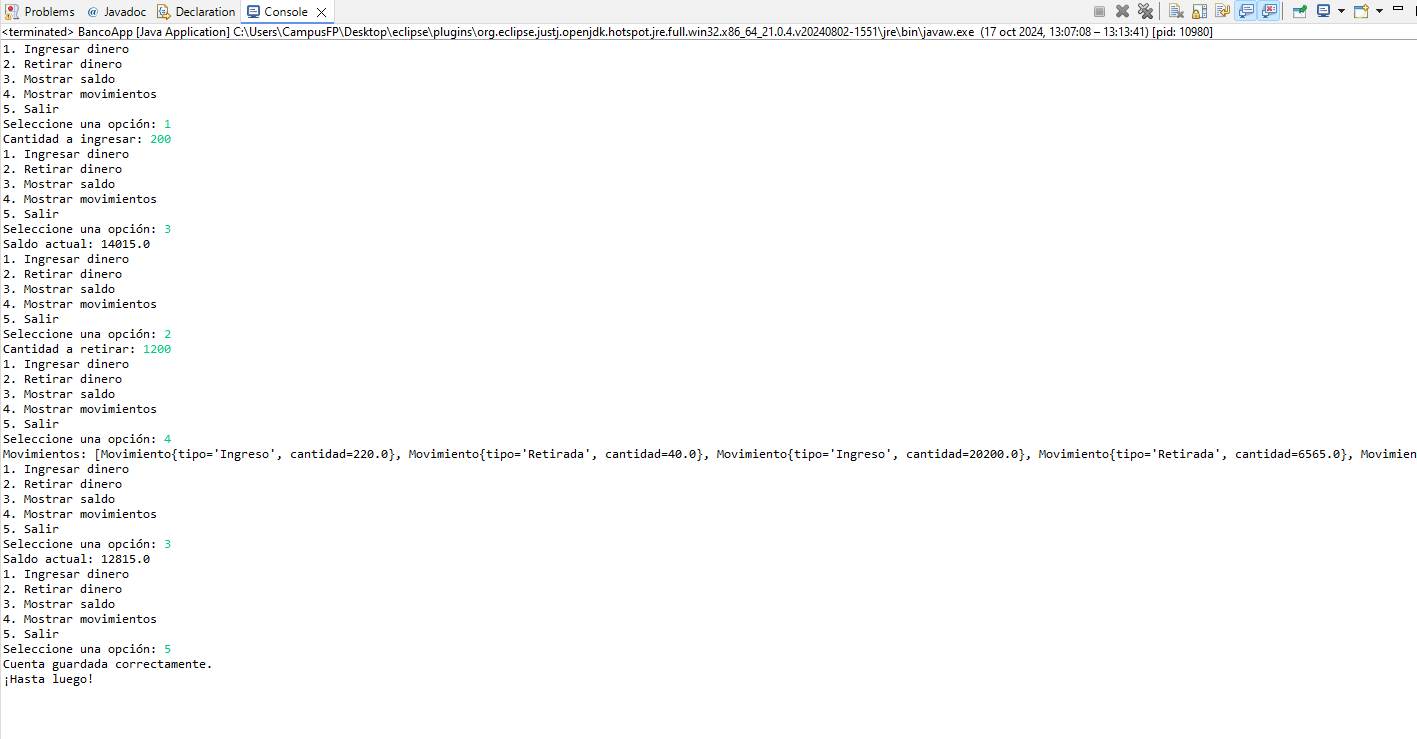 Problems @ Javadoc Declaration Console
<terminated> BancoApp [Java Application] C:\Users\CampusFP\Desktop\eclipse\plugins\org.eclipse.justj.openjdk.hotspot.jre.full.win32.x86_64_21.0.4.v20240802-1551\jre\bin\javaw.exe (17 oct 2024, 13:07:08 – 13:13:41) [pid: 10980]
1. Ingresar dinero
2. Retirar dinero
3. Mostrar saldo
4. Mostrar movimientos
5. Salir
Seleccione una opción: 1
Cantidad a ingresar: 200
1. Ingresar dinero
2. Retirar dinero
3. Mostrar saldo
4. Mostrar movimientos
5. Salir
Seleccione una opción: 3
Saldo actual: 14015.0
1. Ingresar dinero
2. Retirar dinero
3. Mostrar saldo
4. Mostrar movimientos
5. Salir
Seleccione una opción: 2
Cantidad a retirar: 1200
1. Ingresar dinero
2. Retirar dinero
3. Mostrar saldo
4. Mostrar movimientos
5. Salir
Seleccione una opción: 4
Movimientos: [Movimiento{tipo='Ingreso', cantidad=220.0}, Movimiento{tipo='Retirada', cantidad=40.0}, Movimiento{tipo='Ingreso', cantidad=20200.0}, Movimiento{tipo='Retirada', cantidad=6565.0}, Movimien
1. Ingresar dinero
2. Retirar dinero
3. Mostrar saldo
4. Mostrar movimientos
5. Salir
Seleccione una opción: 3
Saldo actual: 12815.0
1. Ingresar dinero
2. Retirar dinero
3. Mostrar saldo
4. Mostrar movimientos
5. Salir
Seleccione una opción: 5
Cuenta guardada correctamente.
¡Hasta luego!